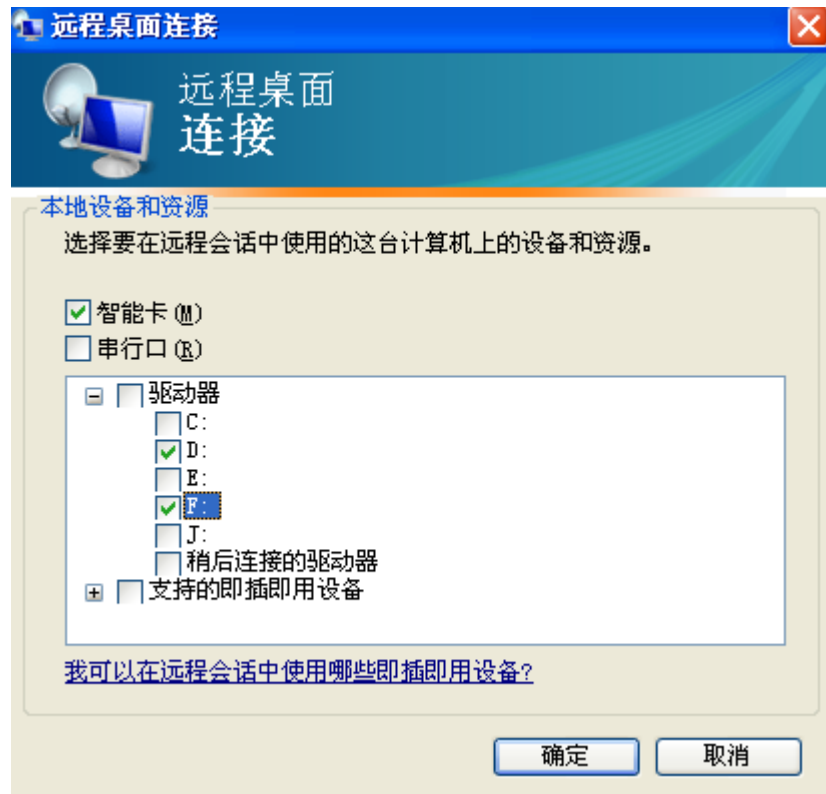 远程桌面连接
远程桌面
连接
本地设备和资源
选择要在远程会话中使用的这台计算机上的设备和资源。
智能卡(M)
串行口(R)
驱动器
C:
D:
E:
F:
J:
稍后连接的驱动器
支持的即插即用设备
我可以在远程会话中使用哪些即插即用设备?
确定
取消